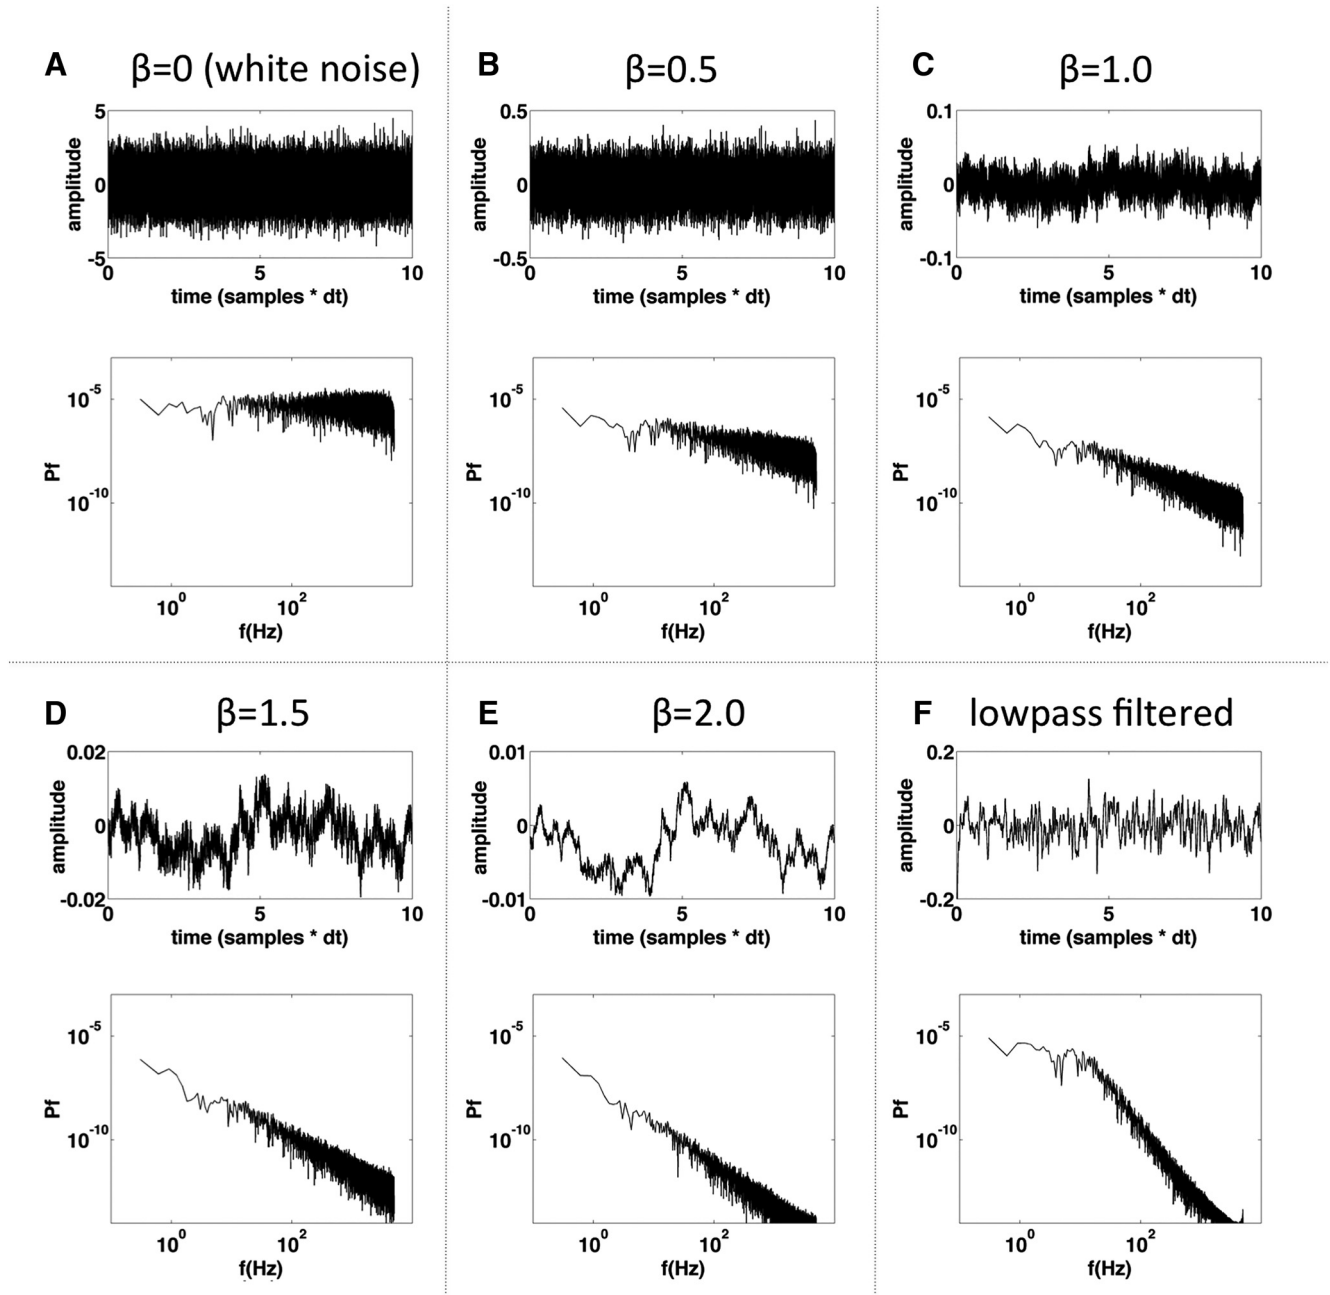 A β=0 (white noise)
5
0
-5
amplitude
0 5 10
time (samples * dt)
10^-5
10^-10
Pf
10^0 10^2
f(Hz)
B β=0.5
0.5
0
-0.5
amplitude
0 5 10
time (samples * dt)
10^-5
10^-10
Pf
10^0 10^2
f(Hz)
C β=1.0
0.1
0
-0.1
amplitude
0 5 10
time (samples * dt)
10^-5
10^-10
Pf
10^0 10^2
f(Hz)
D β=1.5
0.02
0
-0.02
amplitude
0 5 10
time (samples * dt)
10^-5
10^-10
Pf
10^0 10^2
f(Hz)
E β=2.0
0.01
0
-0.01
amplitude
0 5 10
time (samples * dt)
10^-5
10^-10
Pf
10^0 10^2
f(Hz)
F lowpass filtered
0.2
0
-0.2
amplitude
0 5 10
time (samples * dt)
10^-5
10^-10
Pf
10^0 10^2
f(Hz)